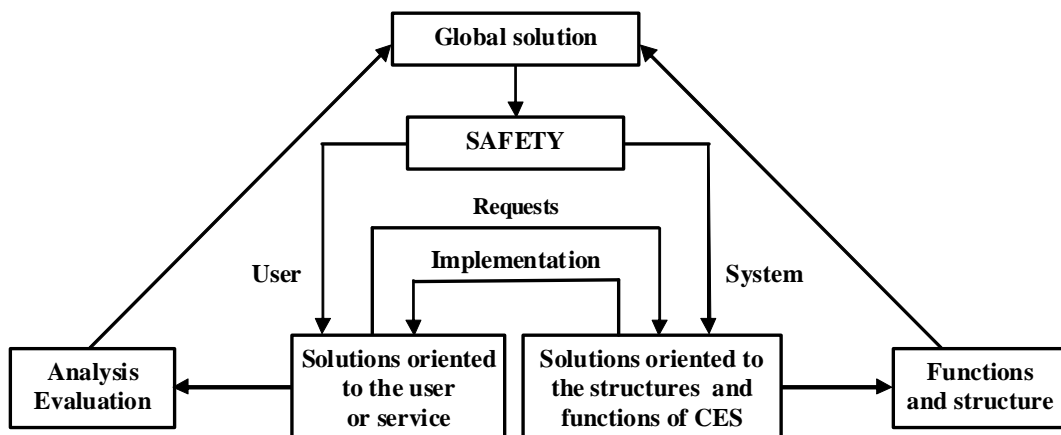 Global solution
SAFETY
Requests
User
Implementation
System
Analysis
Evaluation
Solutions oriented
to the user
or service
Solutions oriented to
the structures and
functions of CES
Functions
and structure